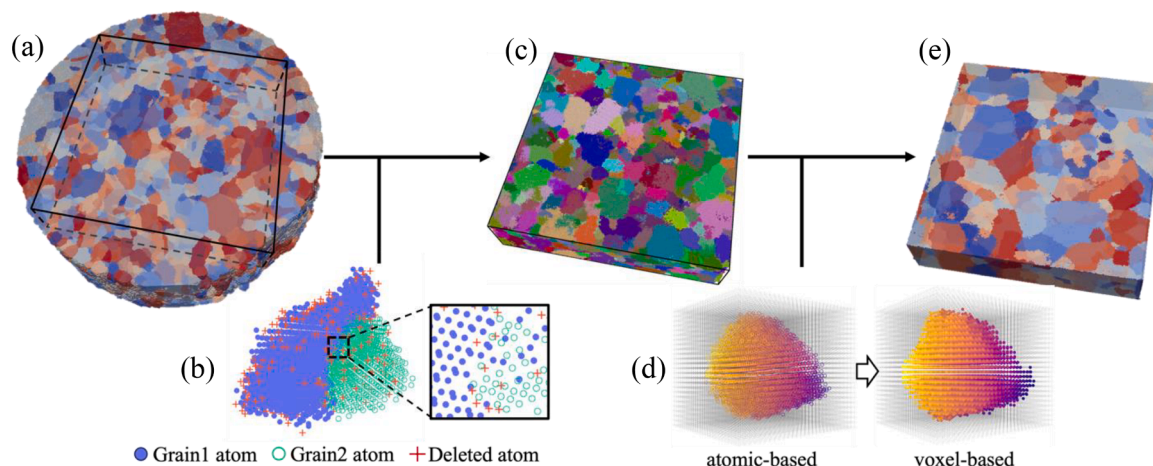 (a)
(c)
(e)
(b)
(d)
Grain1 atom Grain2 atom Deleted atom
atomic-based voxel-based